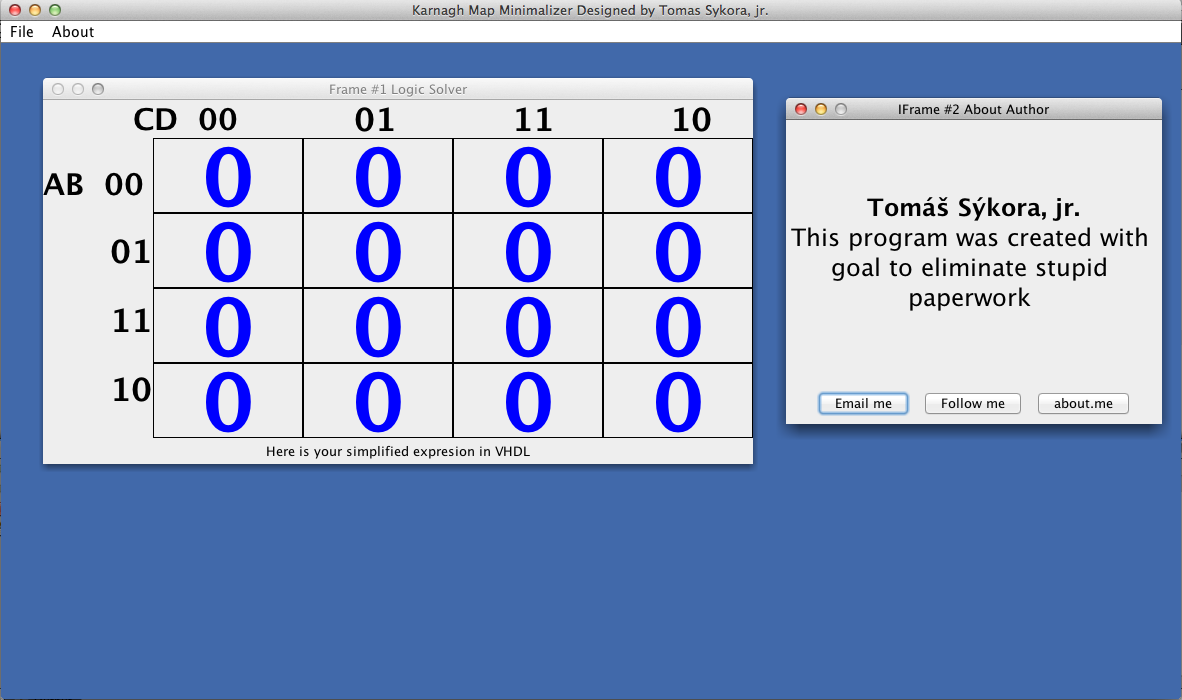 Karnagh Map Minimalizer Designed by Tomas Sykora, jr.
File About
Frame #1 Logic Solver
CD 00 01 11 10
AB 00 0 0 0 0
01 0 0 0 0
11 0 0 0 0
10 0 0 0 0
Here is your simplified expresion in VHDL
IFrame #2 About Author
Tomáš Sýkora, jr.
This program was created with
goal to eliminate stupid
paperwork
Email me Follow me about.me